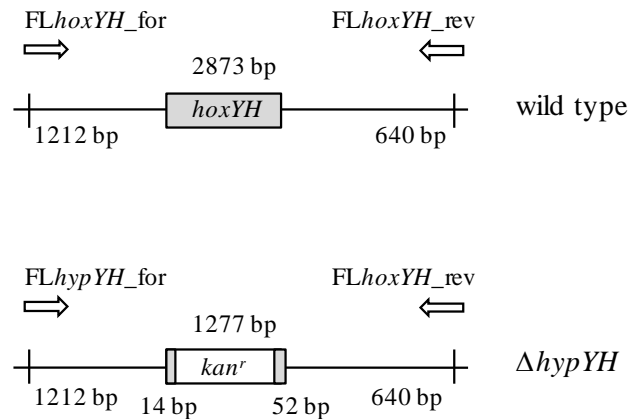 FLhoxYH_for FLhoxYH_rev
2873 bp
hoxYH wild type
1212 bp 640 bp
FLhypYH_for FLhoxYH_rev
1277 bp
kanʳ ΔhypYH
1212 bp 14 bp 52 bp 640 bp